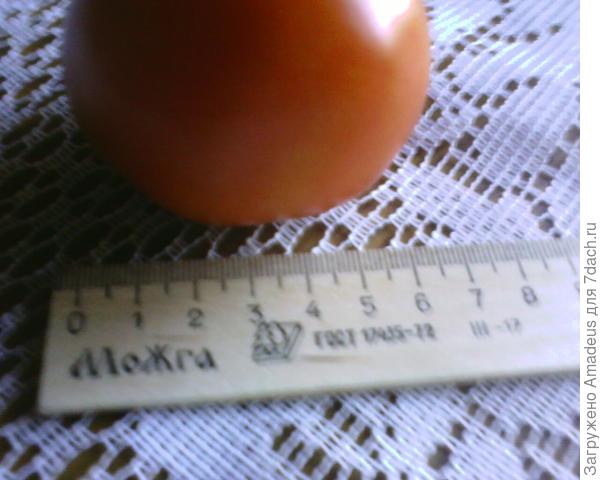 0 1 2 3 4 5 6 7 8
Можга
ГОСТ 17435-72
III-17
Загружено Amadeus для 7dach.ru